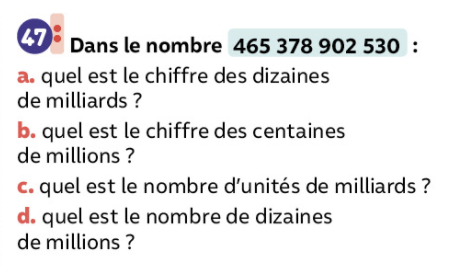 47 Dans le nombre 465 378 902 530 :
a. quel est le chiffre des dizaines
de milliards ?
b. quel est le chiffre des centaines
de millions ?
c. quel est le nombre d’unités de milliards ?
d. quel est le nombre de dizaines
de millions ?